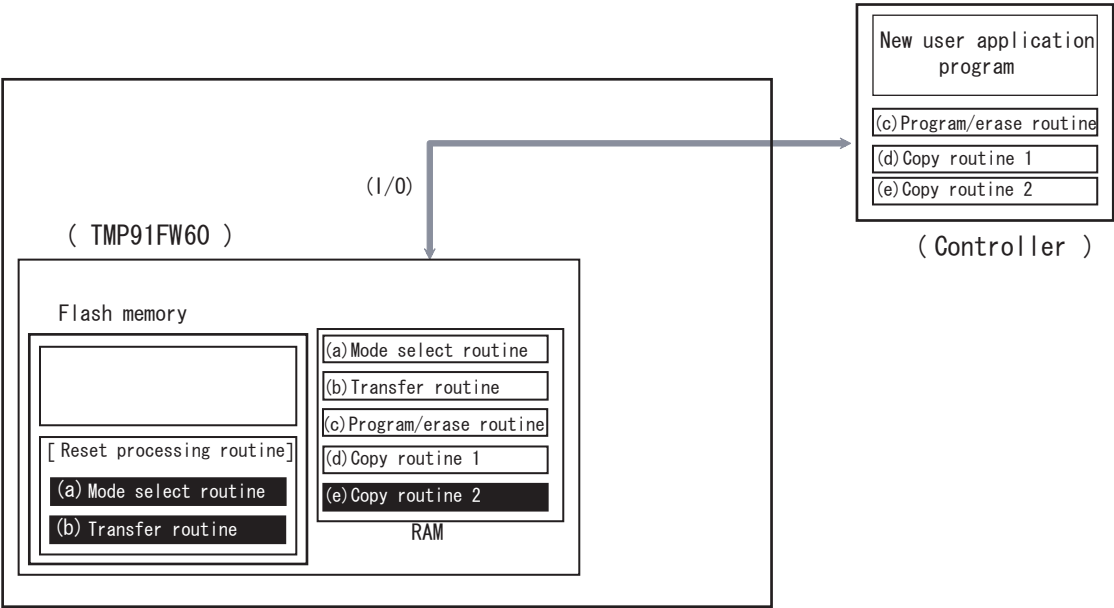 New user application
program
(c)Program/erase routine
(d)Copy routine 1
(e)Copy routine 2
( Controller )
(I/O)
( TMP91FW60 )
Flash memory
[ Reset processing routine]
(a) Mode select routine
(b) Transfer routine
(a)Mode select routine
(b)Transfer routine
(c)Program/erase routine
(d)Copy routine 1
(e)Copy routine 2
RAM